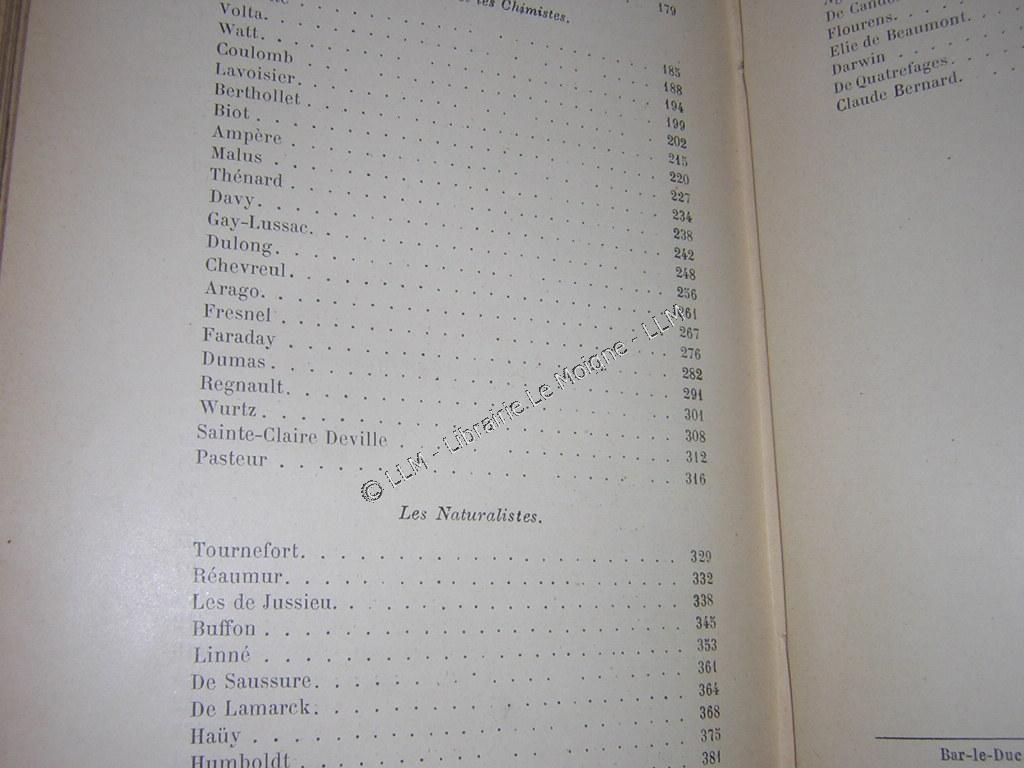 les Chimistes. 179
185
Volta. 188
Watt. 194
Coulomb 199
Lavoisier. 202
Berthollet 215
Biot 220
Ampère 227
Malus 234
Thénard 238
Davy. 242
Gay-Lussac. 248
Dulong. 256
Chevreul. 261
Arago. 267
Fresnel 276
Faraday 282
Dumas. 291
Regnault. 301
Wurtz 308
Sainte-Claire Deville 312
Pasteur 316
Les Naturalistes.
Tournefort. 329
Réaumur. 332
Les de Jussieu. 338
Buffon 345
Linné 353
De Saussure. 361
De Lamarck. 364
Haüy 368
Humboldt 375
381
Flourens.
Elie de Beaumont.
Darwin
De Quatrefages.
Claude Bernard.
Bar-le-Duc
© LLM - Librairie Le Moigne - LLM